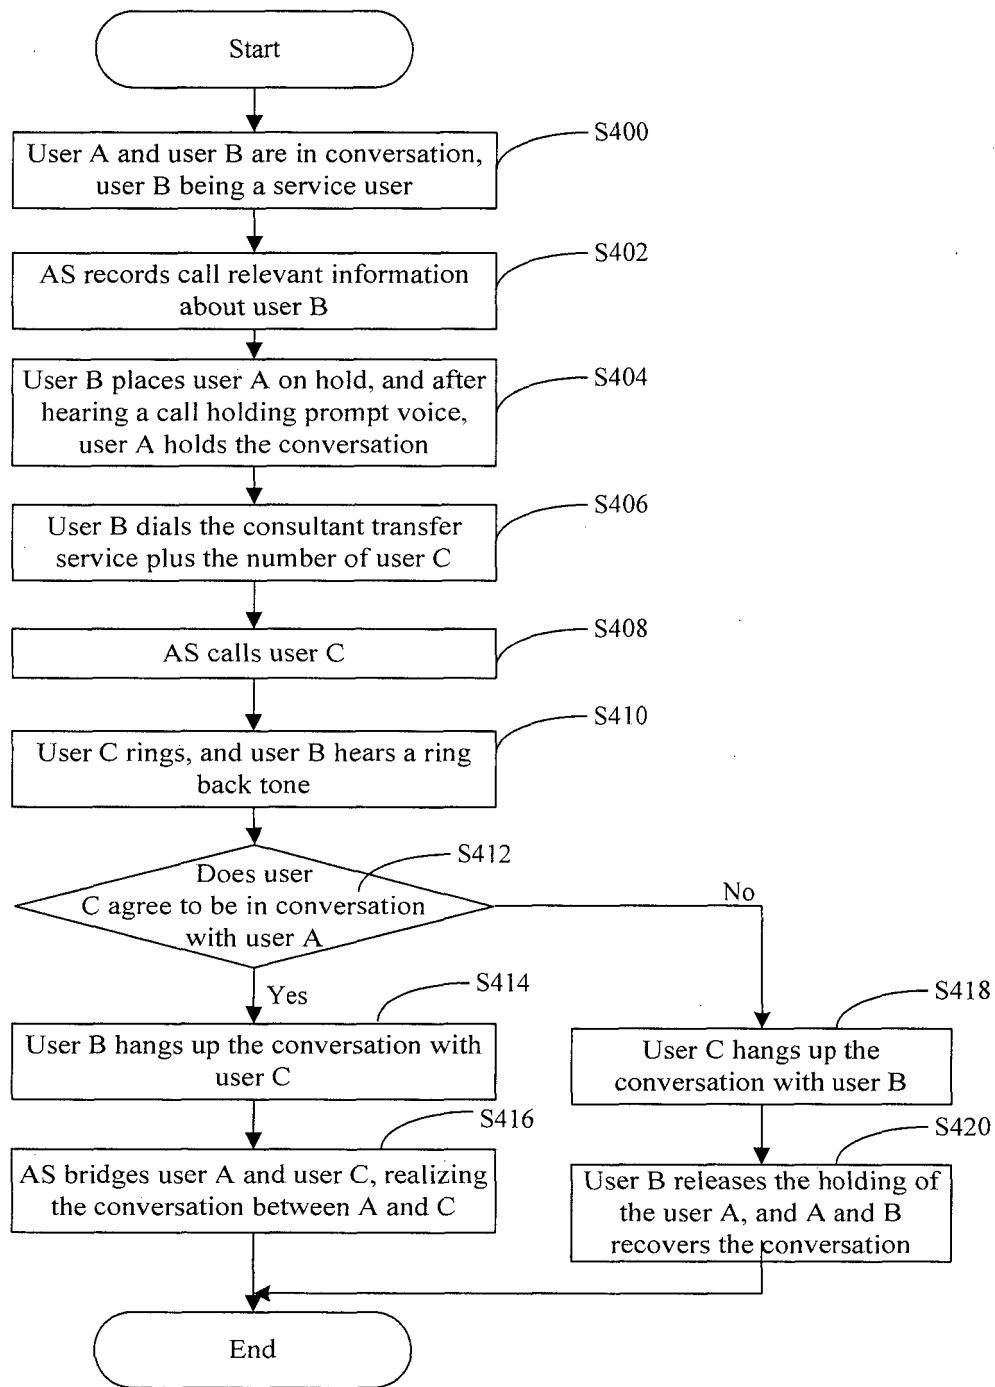 Start
S400
User A and user B are in conversation,
user B being a service user
S402
AS records call relevant information
about user B
S404
User B places user A on hold, and after
hearing a call holding prompt voice,
user A holds the conversation
S406
User B dials the consultant transfer
service plus the number of user C
S408
AS calls user C
S410
User C rings, and user B hears a ring
back tone
S412
Does user
C agree to be in conversation
with user A
No
Yes
S414
User B hangs up the conversation with
user C
S418
User C hangs up the
conversation with user B
S416
AS bridges user A and user C, realizing
the conversation between A and C
S420
User B releases the holding of
the user A, and A and B
recovers the conversation
End